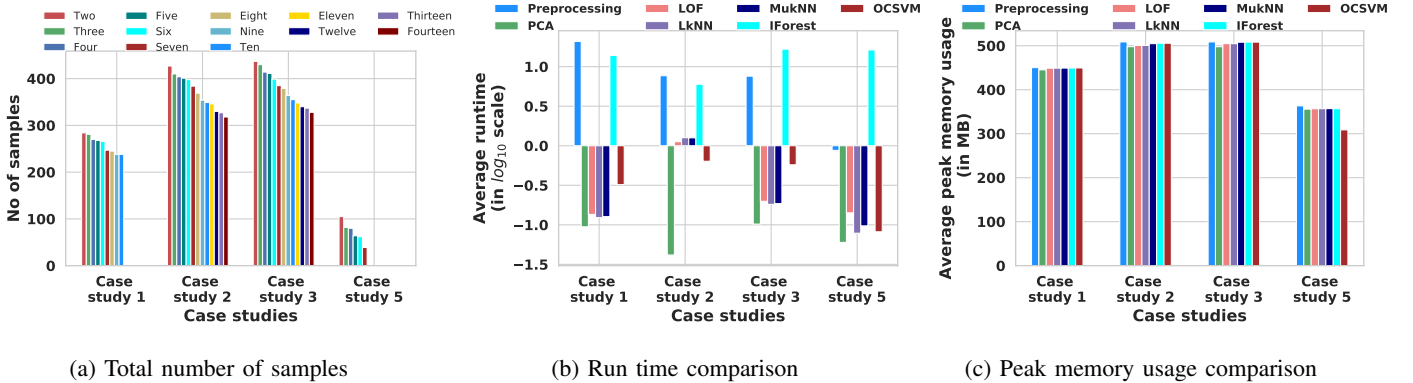 Two Five Eight Eleven Thirteen
Three Six Nine Twelve Fourteen
Four Seven Ten
No of samples
400
300
200
100
0
Case study 1
Case study 2
Case study 3
Case study 5
Case studies
(a) Total number of samples
Preprocessing LOF MukNN OCSVM
PCA LkNN IForest
Average runtime
(in log10 scale)
1.0
0.5
0.0
−0.5
−1.0
−1.5
Case study 1
Case study 2
Case study 3
Case study 5
Case studies
(b) Run time comparison
Preprocessing LOF MukNN OCSVM
PCA LkNN IForest
Average peak memory usage
(in MB)
500
400
300
200
100
0
Case study 1
Case study 2
Case study 3
Case study 5
Case studies
(c) Peak memory usage comparison